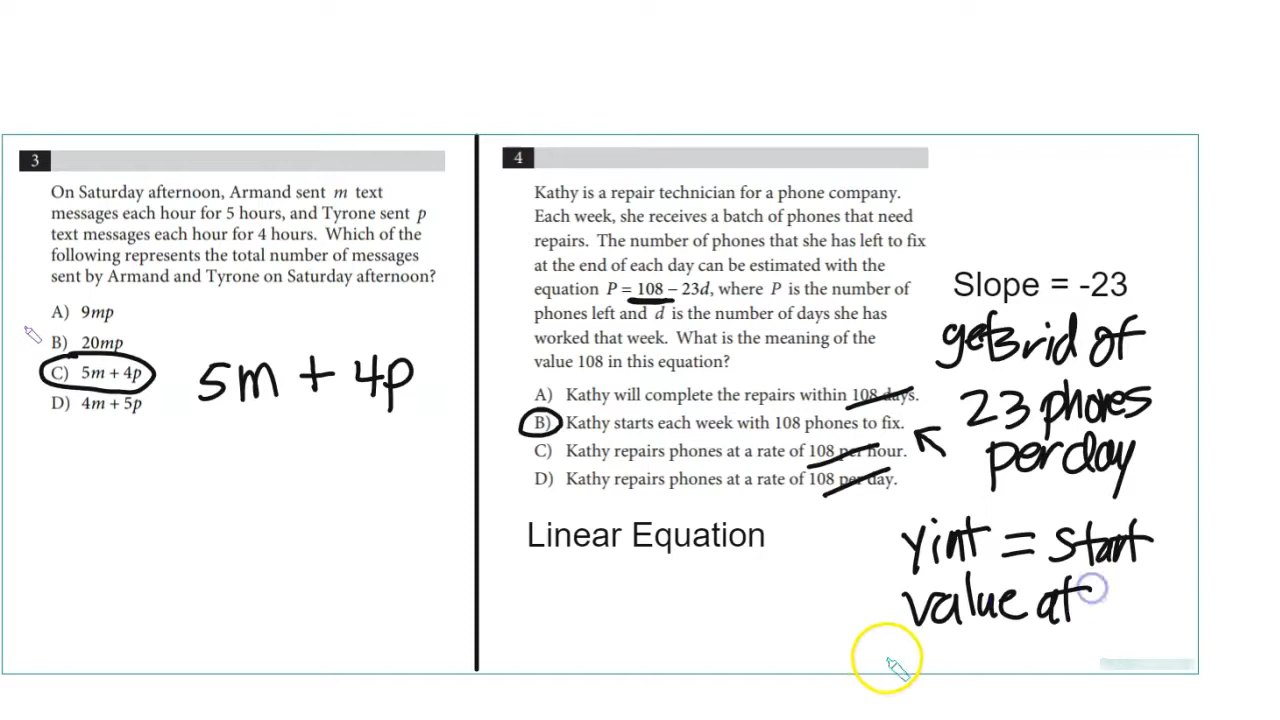 3
On Saturday afternoon, Armand sent m text
messages each hour for 5 hours, and Tyrone sent p
text messages each hour for 4 hours. Which of the
following represents the total number of messages
sent by Armand and Tyrone on Saturday afternoon?
A) 9mp
B) 20mp
C) 5m + 4p
D) 4m + 5p
5m + 4p
4
Kathy is a repair technician for a phone company.
Each week, she receives a batch of phones that need
repairs. The number of phones that she has left to fix
at the end of each day can be estimated with the
equation P = 108 − 23d, where P is the number of
phones left and d is the number of days she has
worked that week. What is the meaning of the
value 108 in this equation?
A) Kathy will complete the repairs within 108 days.
B) Kathy starts each week with 108 phones to fix.
C) Kathy repairs phones at a rate of 108 per hour.
D) Kathy repairs phones at a rate of 108 per day.
Linear Equation
Slope = -23
gets rid of
23 phones
per day
yint = start
value at